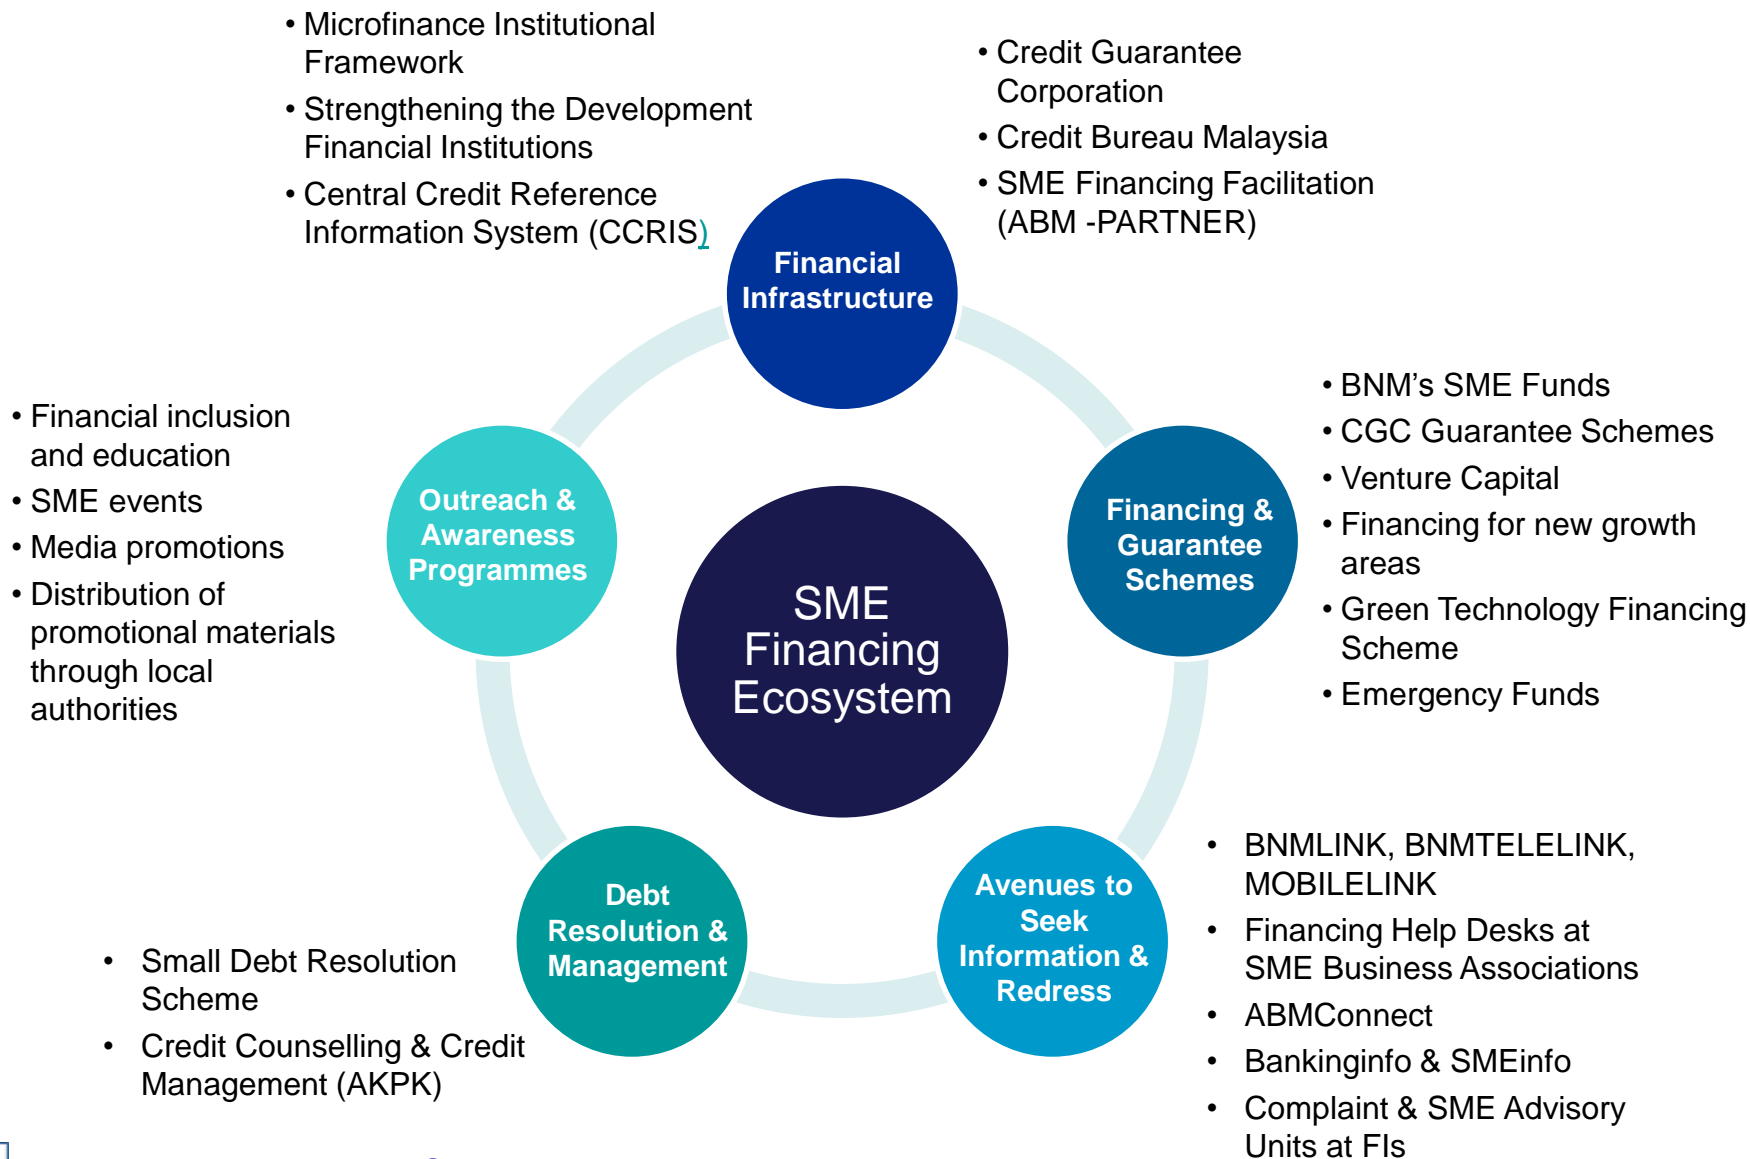 • Microfinance Institutional
Framework
• Strengthening the Development
Financial Institutions
• Central Credit Reference
Information System (CCRIS)
• Credit Guarantee
Corporation
• Credit Bureau Malaysia
• SME Financing Facilitation
(ABM -PARTNER)
Financial
Infrastructure
• BNM’s SME Funds
• CGC Guarantee Schemes
• Venture Capital
• Financing for new growth
areas
• Green Technology Financing
Scheme
• Emergency Funds
Financing &
Guarantee
Schemes
• Financial inclusion
and education
• SME events
• Media promotions
• Distribution of
promotional materials
through local
authorities
Outreach &
Awareness
Programmes
SME
Financing
Ecosystem
Debt
Resolution &
Management
• Small Debt Resolution
Scheme
• Credit Counselling & Credit
Management (AKPK)
Avenues to
Seek
Information &
Redress
• BNMLINK, BNMTELELINK,
MOBILELINK
• Financing Help Desks at
SME Business Associations
• ABMConnect
• Bankinginfo & SMEinfo
• Complaint & SME Advisory
Units at FIs